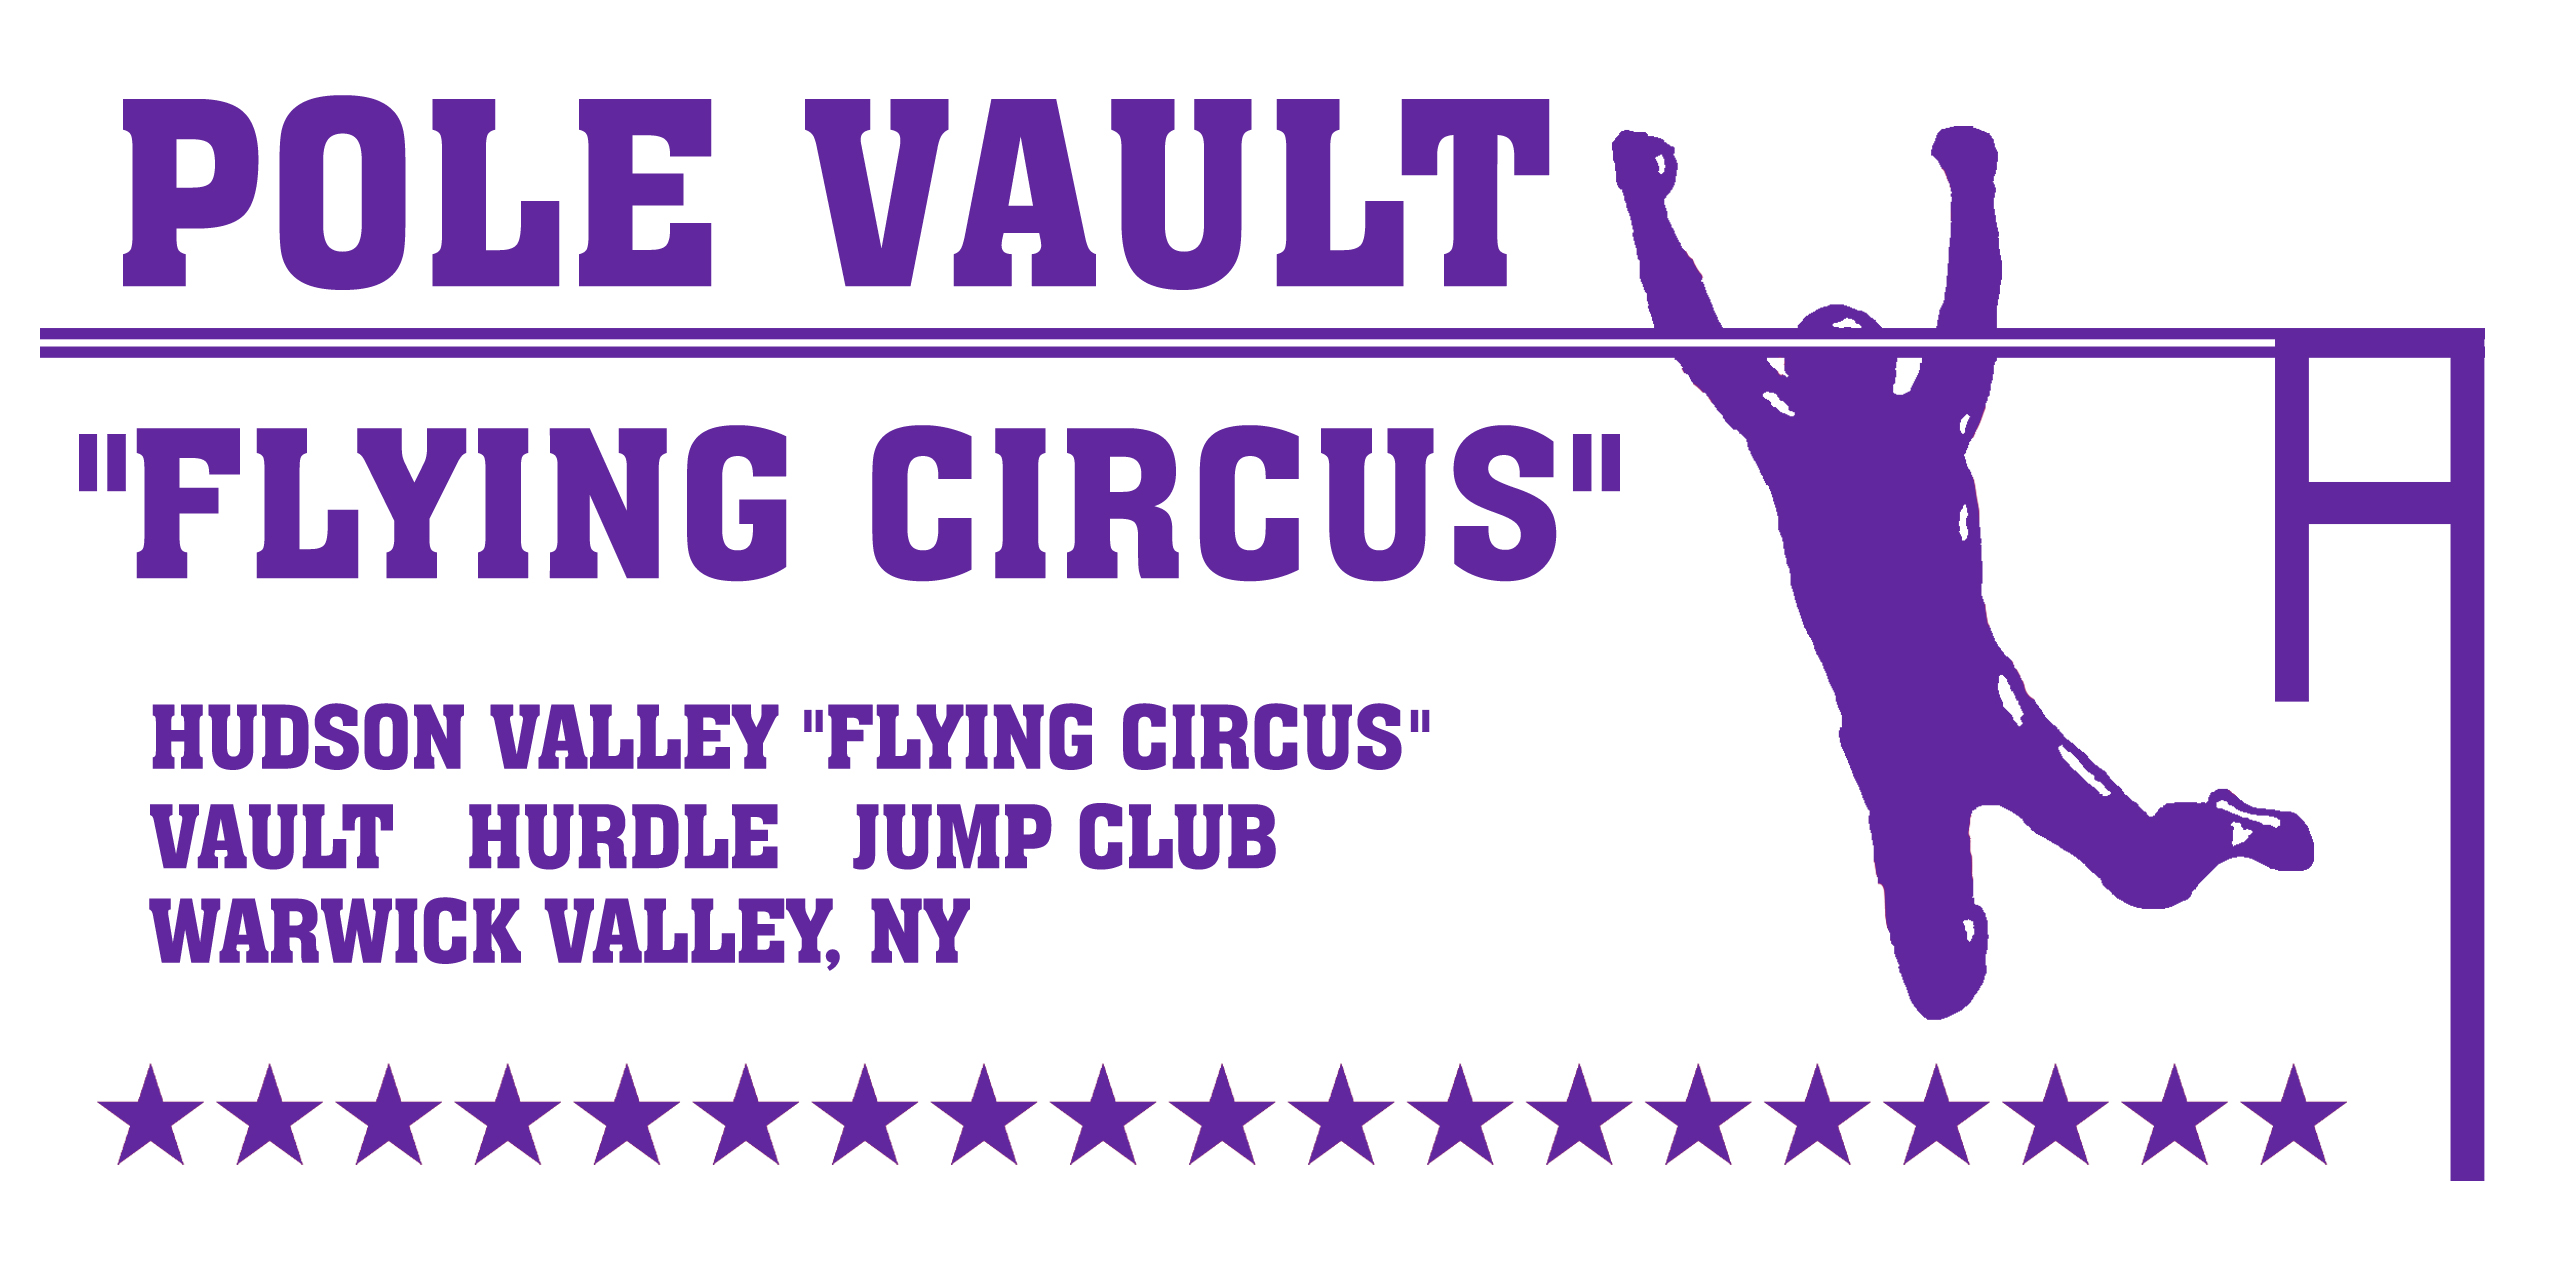 POLE VAULT
"FLYING CIRCUS"
HUDSON VALLEY "FLYING CIRCUS"
VAULT HURDLE JUMP CLUB
WARWICK VALLEY, NY